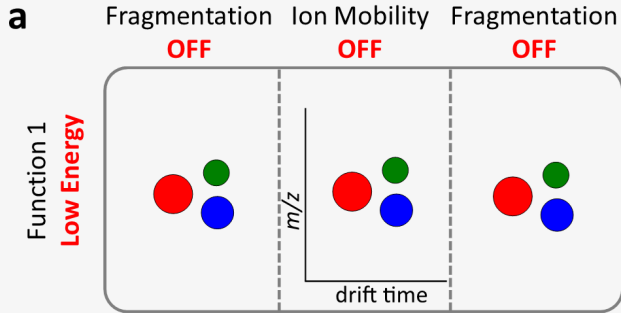 a
Fragmentation Ion Mobility Fragmentation
OFF OFF OFF
Function 1
Low Energy
m/z
drift time